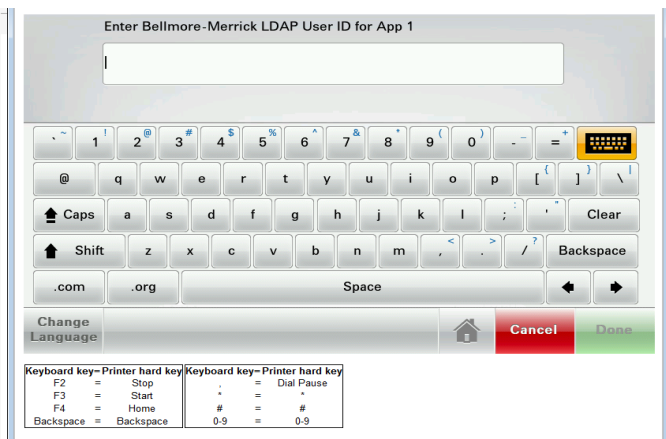 Enter Bellmore-Merrick LDAP User ID for App 1
` ~ 1 ! 2 @ 3 # 4 $ 5 % 6 ^ 7 & 8 * 9 ( 0 ) - _ = +
@ q w e r t y u i o p [ { ] } \ |
Caps a s d f g h j k l ; : ' " Clear
Shift z x c v b n m , < . > / ? Backspace
.com .org Space
Change
Language Cancel Done
Keyboard key=Printer hard key Keyboard key=Printer hard key
F2 = Stop , = Dial Pause
F3 = Start * = *
F4 = Home # = #
Backspace = Backspace 0-9 = 0-9